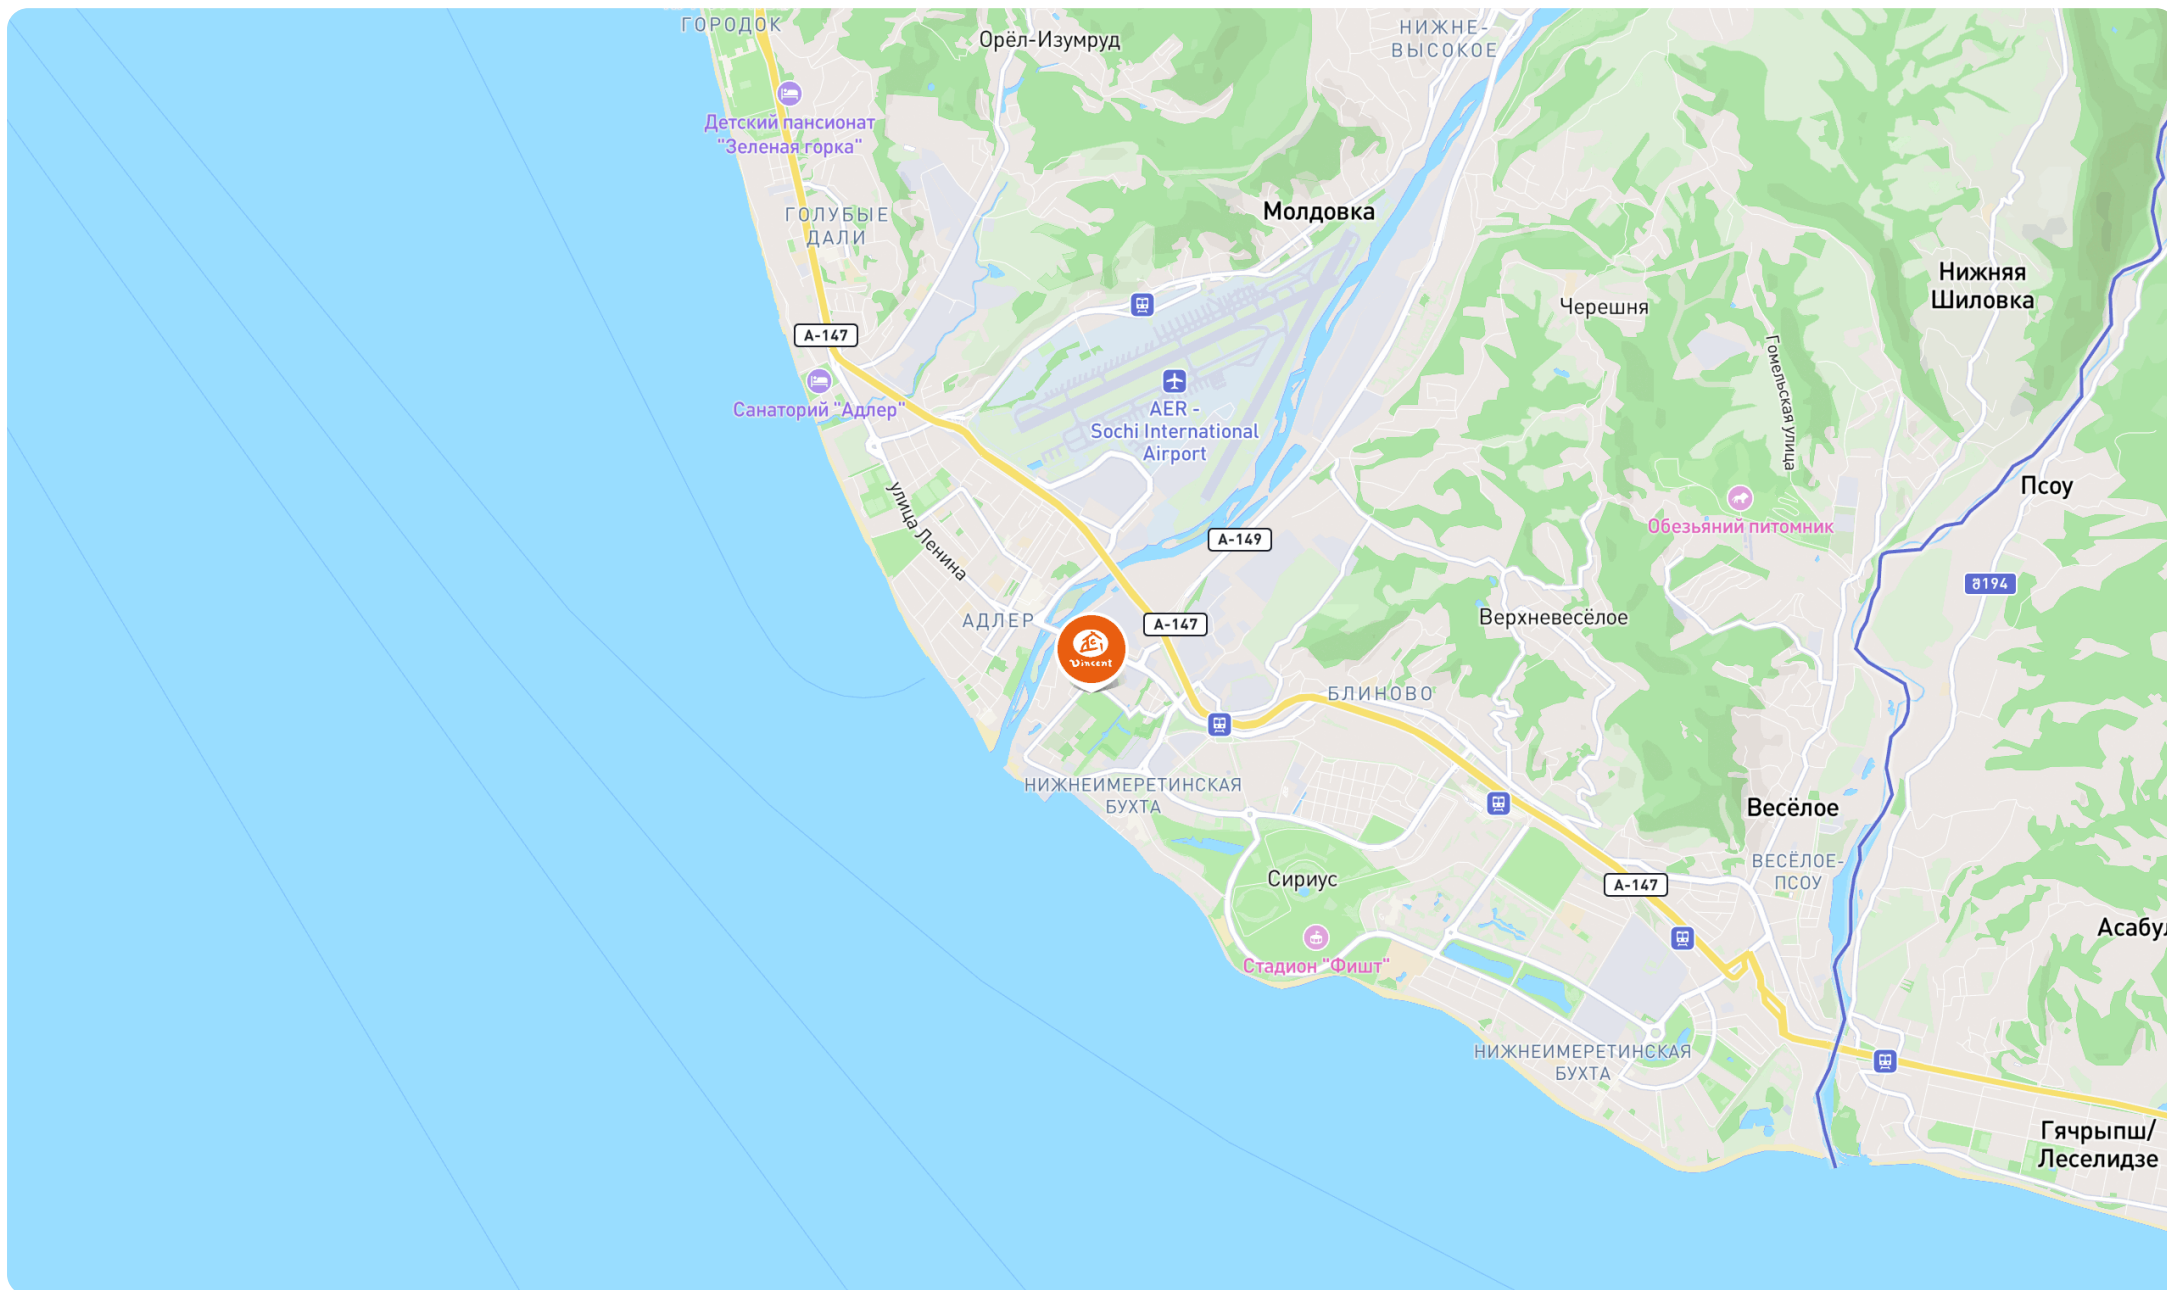 ГОРОДОК
Орёл-Изумруд
НИЖНЕ-
ВЫСОКОЕ
Детский пансионат
"Зеленая горка"
ГОЛУБЫЕ
ДАЛИ
Молдовка
Нижняя
Шиловка
Черешня
А-147
Гомельская улица
Санаторий "Адлер"
AER -
Sochi International
Airport
Псоу
улица Ленина
Обезьяний питомник
А-149
შ194
АДЛЕР
А-147
Верхневесёлое
Vincent
БЛИНОВО
НИЖНЕИМЕРЕТИНСКАЯ
БУХТА
Весёлое
ВЕСЁЛОЕ-
ПСОУ
Сириус
А-147
Асабу
Стадион "Фишт"
НИЖНЕИМЕРЕТИНСКАЯ
БУХТА
Гячрыпш/
Леселидзе